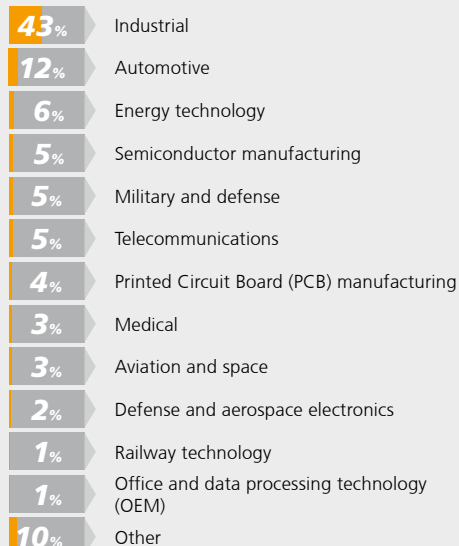 43% Industrial
12% Automotive
6% Energy technology
5% Semiconductor manufacturing
5% Military and defense
5% Telecommunications
4% Printed Circuit Board (PCB) manufacturing
3% Medical
3% Aviation and space
2% Defense and aerospace electronics
1% Railway technology
1% Office and data processing technology
(OEM)
10% Other